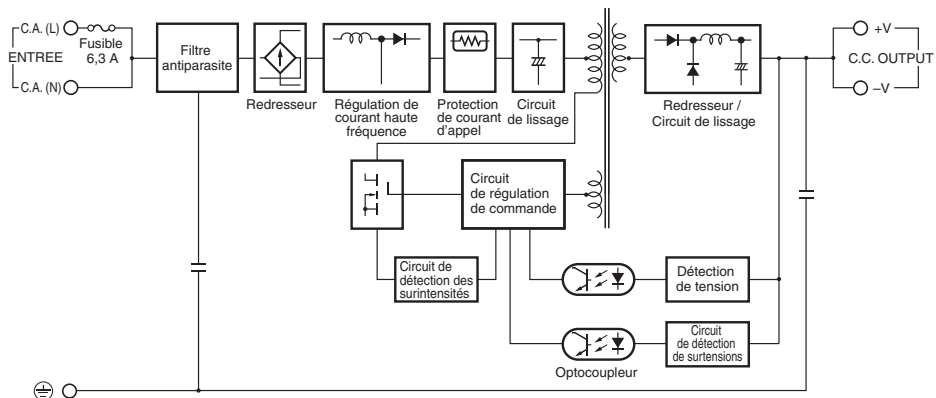 C.A. (L)
Fusible
6,3 A
ENTREE
C.A. (N)
Filtre
antiparasite
Redresseur
Régulation de
courant haute
fréquence
Protection
de courant
d'appel
Circuit
de lissage
Redresseur /
Circuit de lissage
+V
C.C. OUTPUT
–V
Circuit
de régulation
de commande
Circuit de
détection des
surintensités
Détection
de tension
Circuit
de détection
de surtensions
Optocoupleur